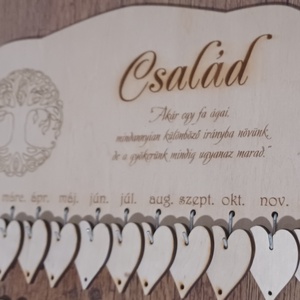 Család
"Akár egy fa ágai,
mindannyian különböző irányba növünk,
de a gyökerünk mindig ugyanaz marad."
márc. ápr. máj. jún. júl. aug. szept. okt. nov.